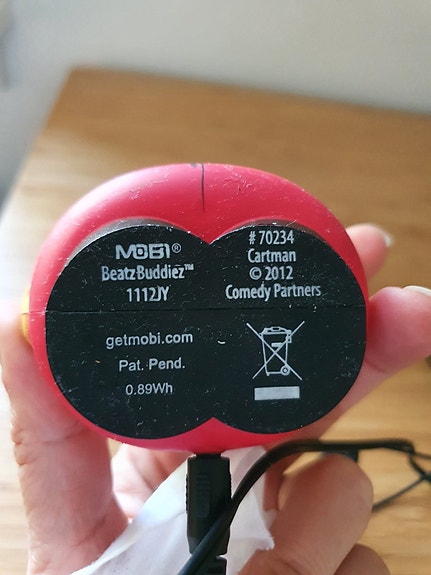 MOBI®
BeatzBuddiez™
1112JY
getmobi.com
Pat. Pend.
0.89Wh
# 70234
Cartman
© 2012
Comedy Partners